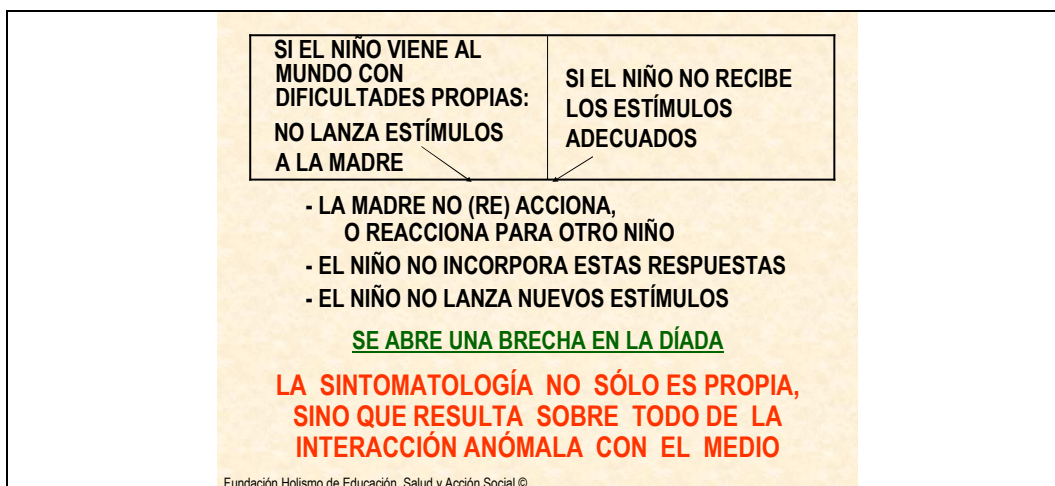 SI EL NIÑO VIENE AL
MUNDO CON
DIFICULTADES PROPIAS:
NO LANZA ESTÍMULOS
A LA MADRE
SI EL NIÑO NO RECIBE
LOS ESTÍMULOS
ADECUADOS
- LA MADRE NO (RE) ACCIONA,
O REACCIONA PARA OTRO NIÑO
- EL NIÑO NO INCORPORA ESTAS RESPUESTAS
- EL NIÑO NO LANZA NUEVOS ESTÍMULOS
SE ABRE UNA BRECHA EN LA DÍADA
LA SINTOMATOLOGÍA NO SÓLO ES PROPIA,
SINO QUE RESULTA SOBRE TODO DE LA
INTERACCIÓN ANÓMALA CON EL MEDIO
Fundación Holismo de Educación, Salud y Acción Social ©